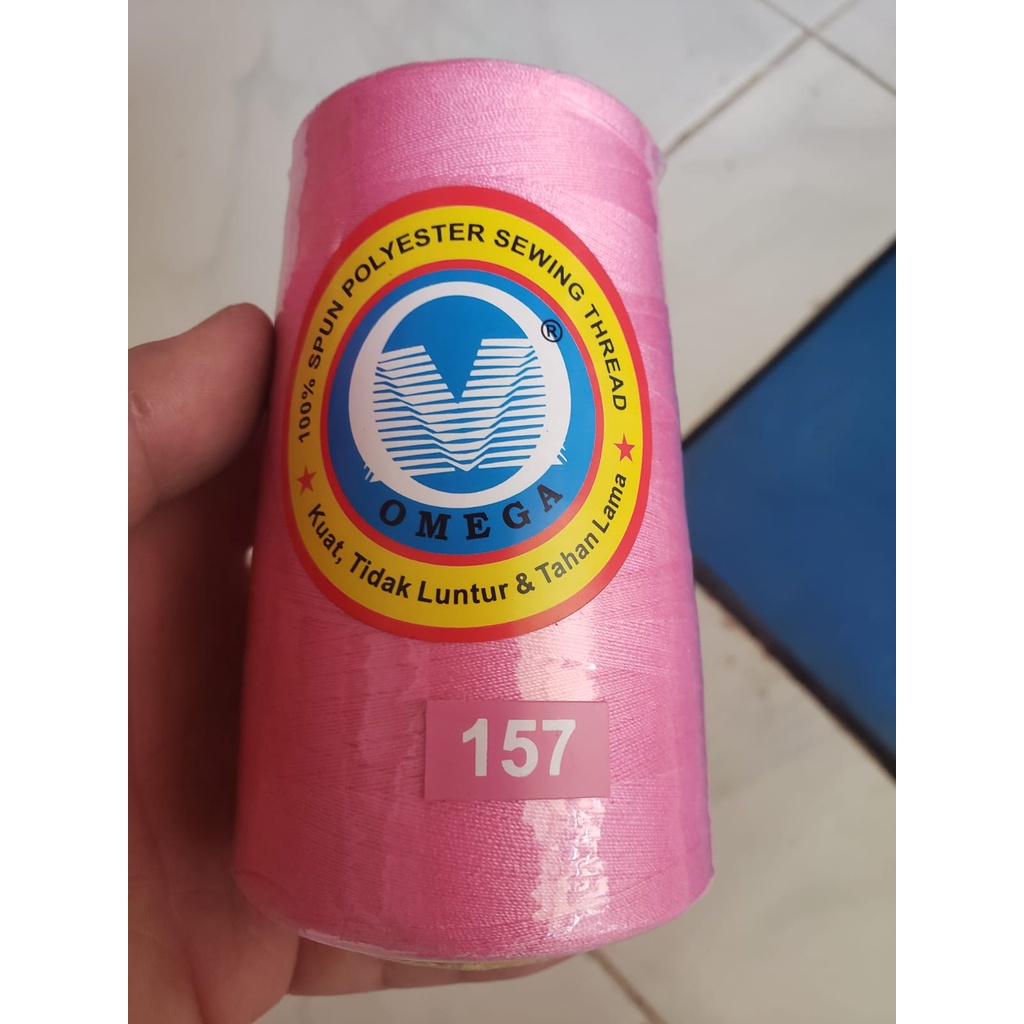 100% SPUN POLYESTER SEWING THREAD
®
OMEGA
Kuat, Tidak Luntur & Tahan Lama
157